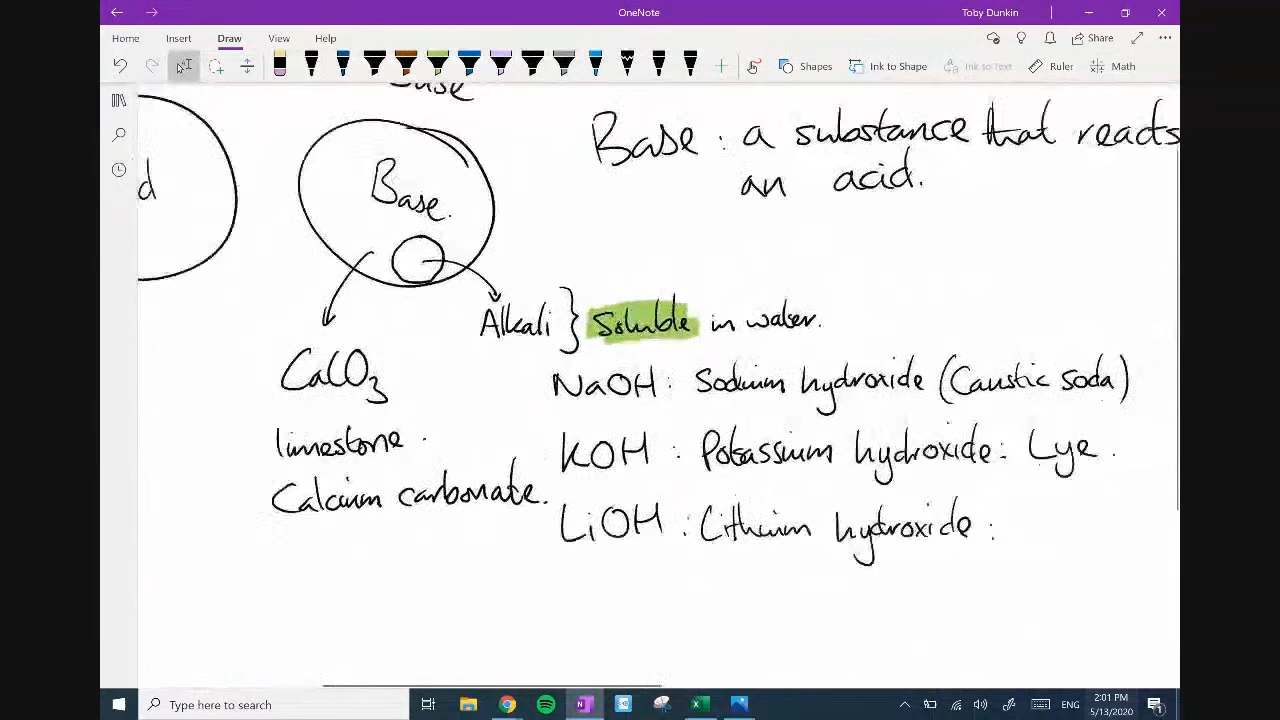 OneNote
Toby Dunkin
Home Insert Draw View Help
Share
Shapes Ink to Shape Ink to Text Ruler Math
Base
Base : a substance that reacts
an acid.
d
Base.
Alkali } Soluble in water.
CaCO3
NaOH : Sodium hydroxide (Caustic soda)
limestone.
KOH : Potassium hydroxide : Lye.
Calcium carbonate.
LiOH : Lithium hydroxide :
Type here to search
ENG
2:01 PM
5/13/2020